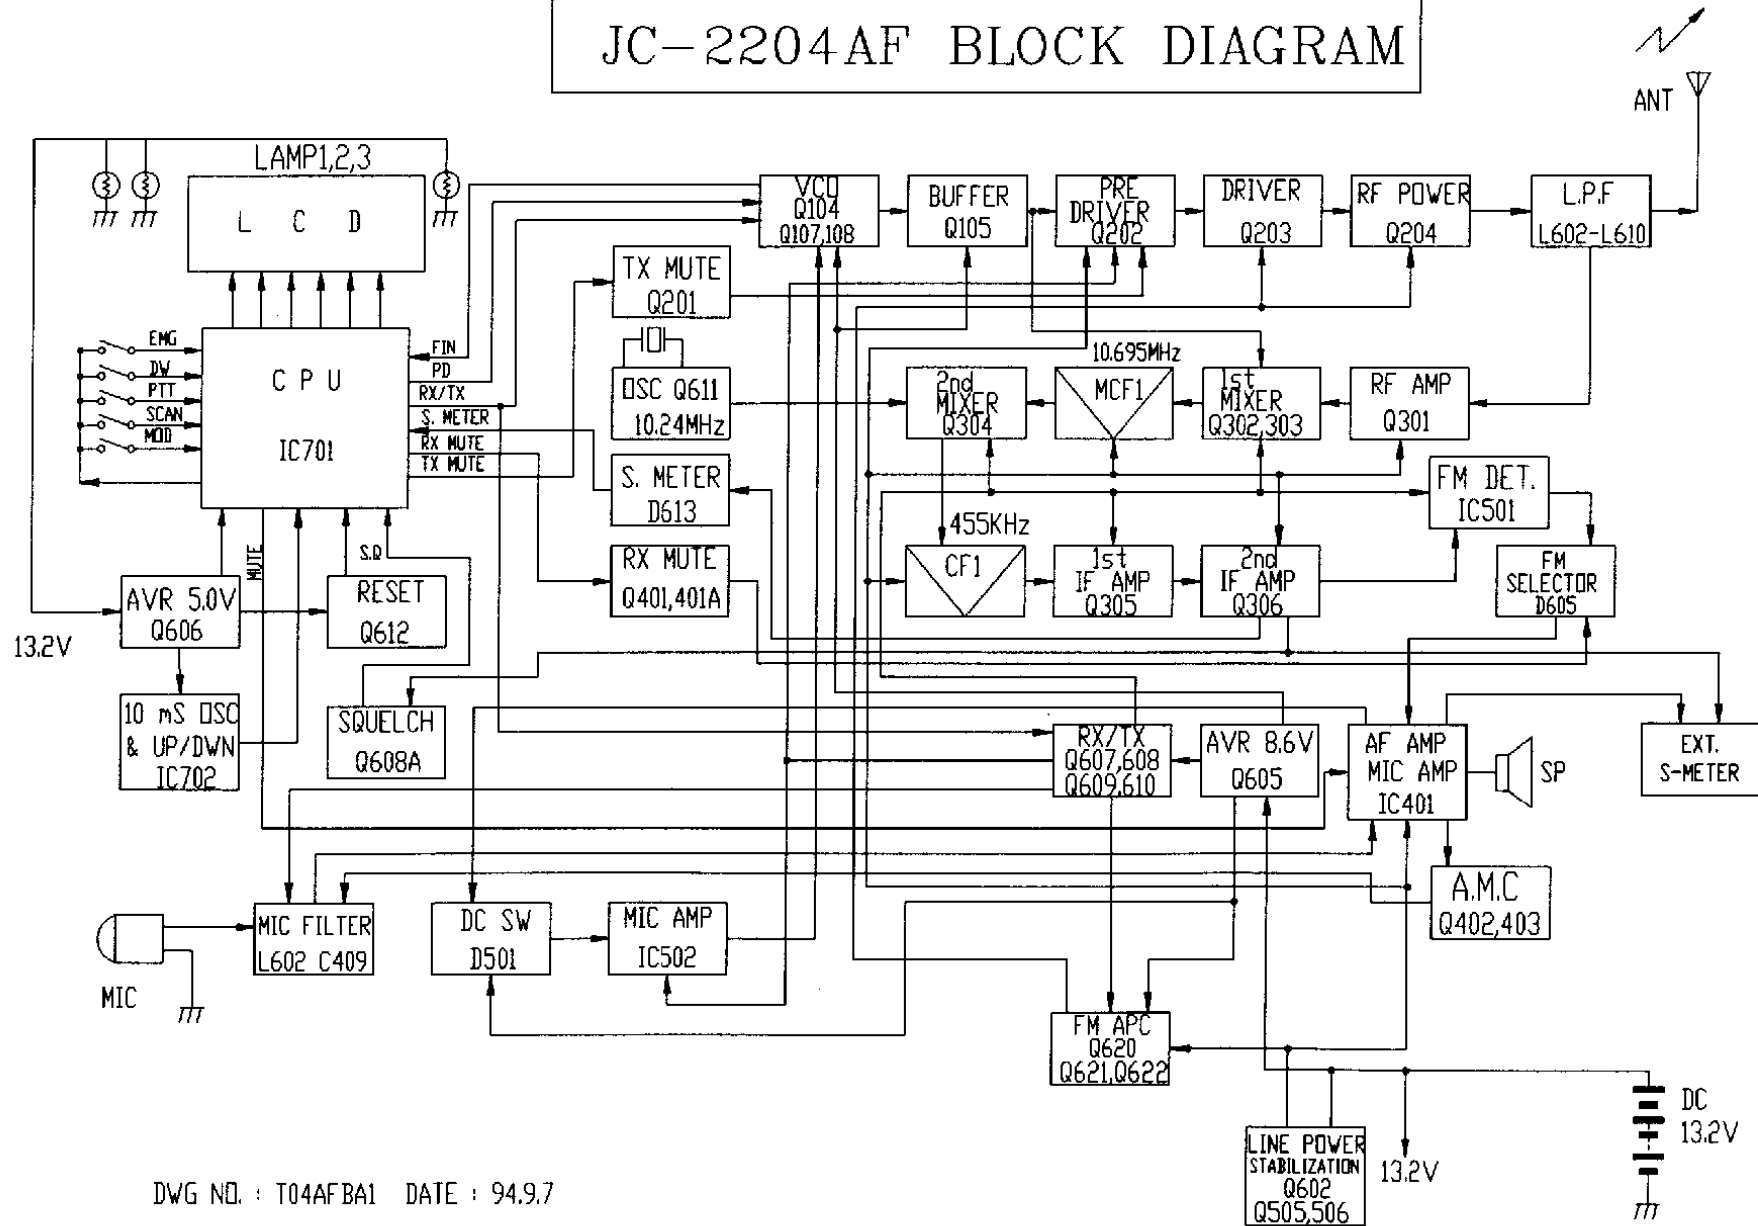 JC-2204AF BLOCK DIAGRAM
ANT
LAMP1,2,3
L C D
VCO
Q104
Q107,108
BUFFER
Q105
PRE
DRIVER
Q202
DRIVER
Q203
RF POWER
Q204
L.P.F
L602-L610
TX MUTE
Q201
EMG
DW
PTT
SCAN
MOD
C P U
IC701
FIN
PD
RX/TX
S. METER
RX MUTE
TX MUTE
OSC Q611
10.24MHz
2nd
MIXER
Q304
10.695MHz
MCF1
1st
MIXER
Q302,303
RF AMP
Q301
S. METER
D613
FM DET.
IC501
455KHz
MUTE
S.Q
RX MUTE
Q401,401A
CF1
1st
IF AMP
Q305
2nd
IF AMP
Q306
FM
SELECTOR
D605
AVR 5.0V
Q606
RESET
Q612
13.2V
10 mS OSC
& UP/DWN
IC702
SQUELCH
Q608A
RX/TX
Q607,608
Q609,610
AVR 8.6V
Q605
AF AMP
MIC AMP
IC401
SP
EXT.
S-METER
A.M.C
Q402,403
MIC FILTER
L602 C409
DC SW
D501
MIC AMP
IC502
MIC
FM APC
Q620
Q621,Q622
DC
13.2V
LINE POWER
STABILIZATION
Q602
Q505,506
13.2V
DWG NO. : T04AFBA1 DATE : 94.9.7